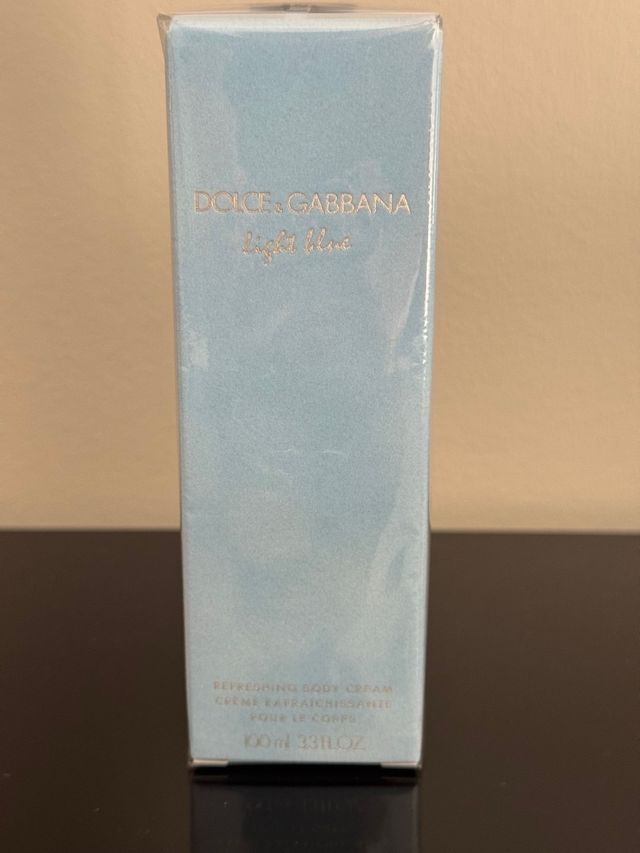 DOLCE & GABBANA
light blue
REFRESHING BODY CREAM
CRÈME RAFRAÎCHISSANTE
POUR LE CORPS
100 ml 3.3 FL.OZ